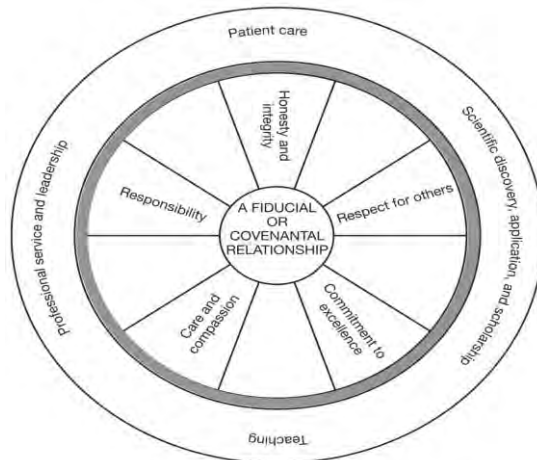 Patient care
Honesty and
integrity
Responsibility
A FIDUCIAL
OR
COVENANTAL
RELATIONSHIP
Respect for others
Care and
compassion
Commitment to
excellence
Professional service and leadership
Scientific discovery, application, and scholarship
Teaching